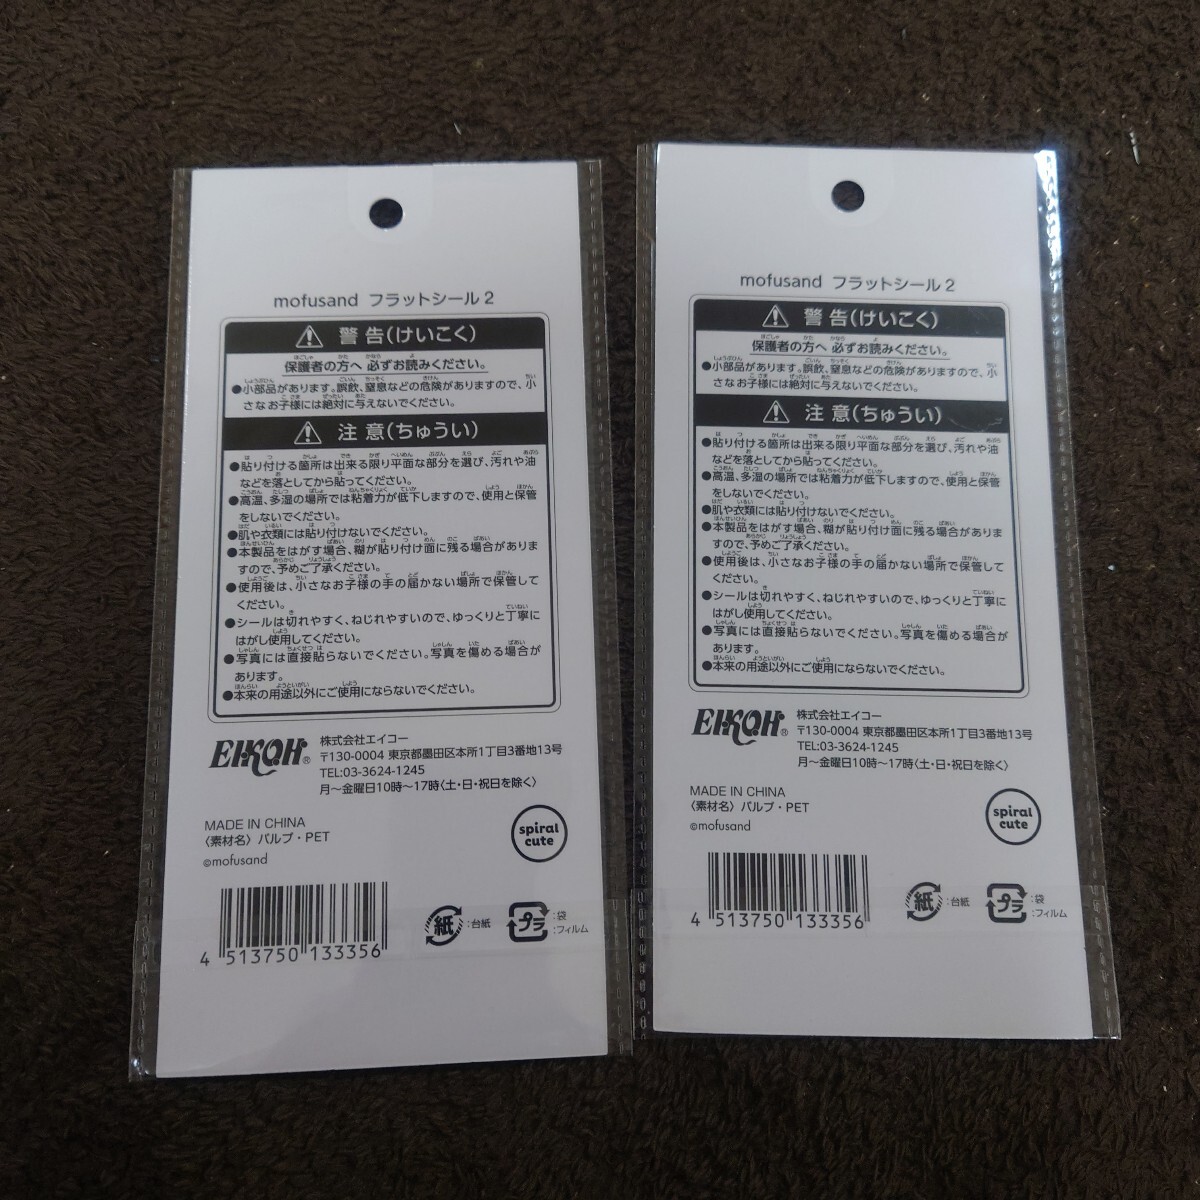 mofusand フラットシール2
警告(けいこく)
保護者の方へ 必ずお読みください。
●小部品があります。誤飲、窒息などの危険がありますので、小
さなお子様には絶対に与えないでください。
注意(ちゅうい)
●貼り付ける箇所は出来る限り平面な部分を選び、汚れや油
などを落としてから貼ってください。
●高温、多湿の場所では粘着力が低下しますので、使用と保管
をしないでください。
●肌や衣類には貼り付けないでください。
●本製品をはがす場合、糊が貼り付け面に残る場合がありま
すので、予めご了承ください。
●使用後は、小さなお子様の手の届かない場所で保管して
ください。
●シールは切れやすく、ねじれやすいので、ゆっくりと丁寧に
はがし使用してください。
●写真には直接貼らないでください。写真を傷める場合が
あります。
●本来の用途以外にご使用にならないでください。
EIKOH®
株式会社エイコー
〒130-0004 東京都墨田区本所1丁目3番地13号
TEL:03-3624-1245
月～金曜日10時～17時〈土・日・祝日を除く〉
MADE IN CHINA
〈素材名〉パルプ・PET
©mofusand
spiral
cute
4 513750 133356
紙 :台紙
プラ :袋
:フィルム
mofusand フラットシール2
警告(けいこく)
保護者の方へ 必ずお読みください。
●小部品があります。誤飲、窒息などの危険がありますので、小
さなお子様には絶対に与えないでください。
注意(ちゅうい)
●貼り付ける箇所は出来る限り平面な部分を選び、汚れや油
などを落としてから貼ってください。
●高温、多湿の場所では粘着力が低下しますので、使用と保管
をしないでください。
●肌や衣類には貼り付けないでください。
●本製品をはがす場合、糊が貼り付け面に残る場合がありま
すので、予めご了承ください。
●使用後は、小さなお子様の手の届かない場所で保管して
ください。
●シールは切れやすく、ねじれやすいので、ゆっくりと丁寧に
はがし使用してください。
●写真には直接貼らないでください。写真を傷める場合が
あります。
●本来の用途以外にご使用にならないでください。
EIKOH®
株式会社エイコー
〒130-0004 東京都墨田区本所1丁目3番地13号
TEL:03-3624-1245
月～金曜日10時～17時〈土・日・祝日を除く〉
MADE IN CHINA
〈素材名〉パルプ・PET
©mofusand
spiral
cute
4 513750 133356
紙 :台紙
プラ :袋
:フィルム